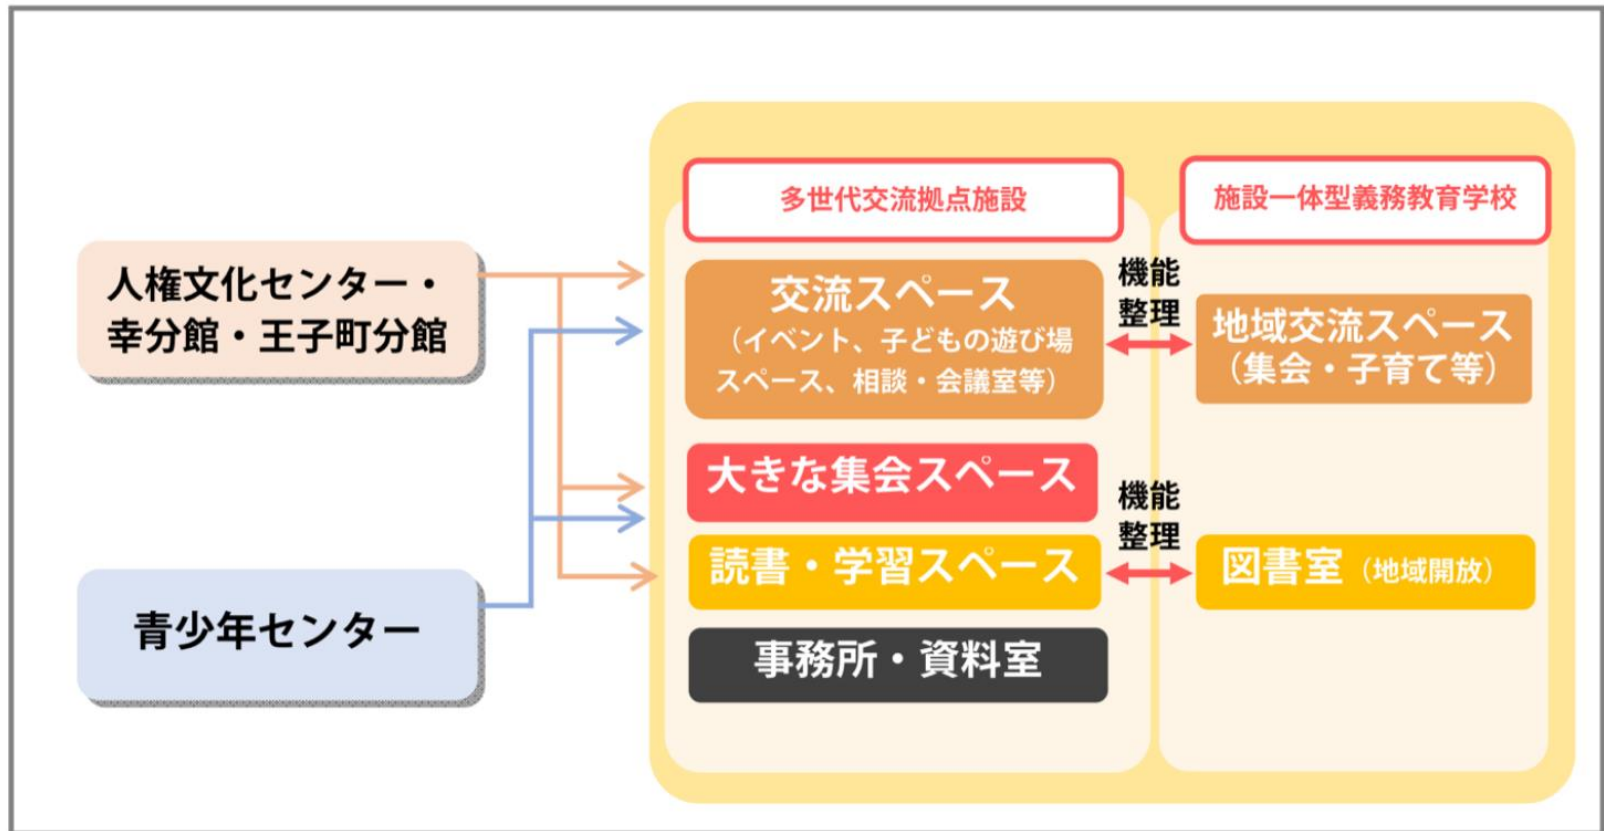 人権文化センター・
幸分館・王子町分館
青少年センター
多世代交流拠点施設
交流スペース
（イベント、子どもの遊び場
スペース、相談・会議室等）
大きな集会スペース
読書・学習スペース
事務所・資料室
機能
整理
機能
整理
施設一体型義務教育学校
地域交流スペース
（集会・子育て等）
図書室（地域開放）